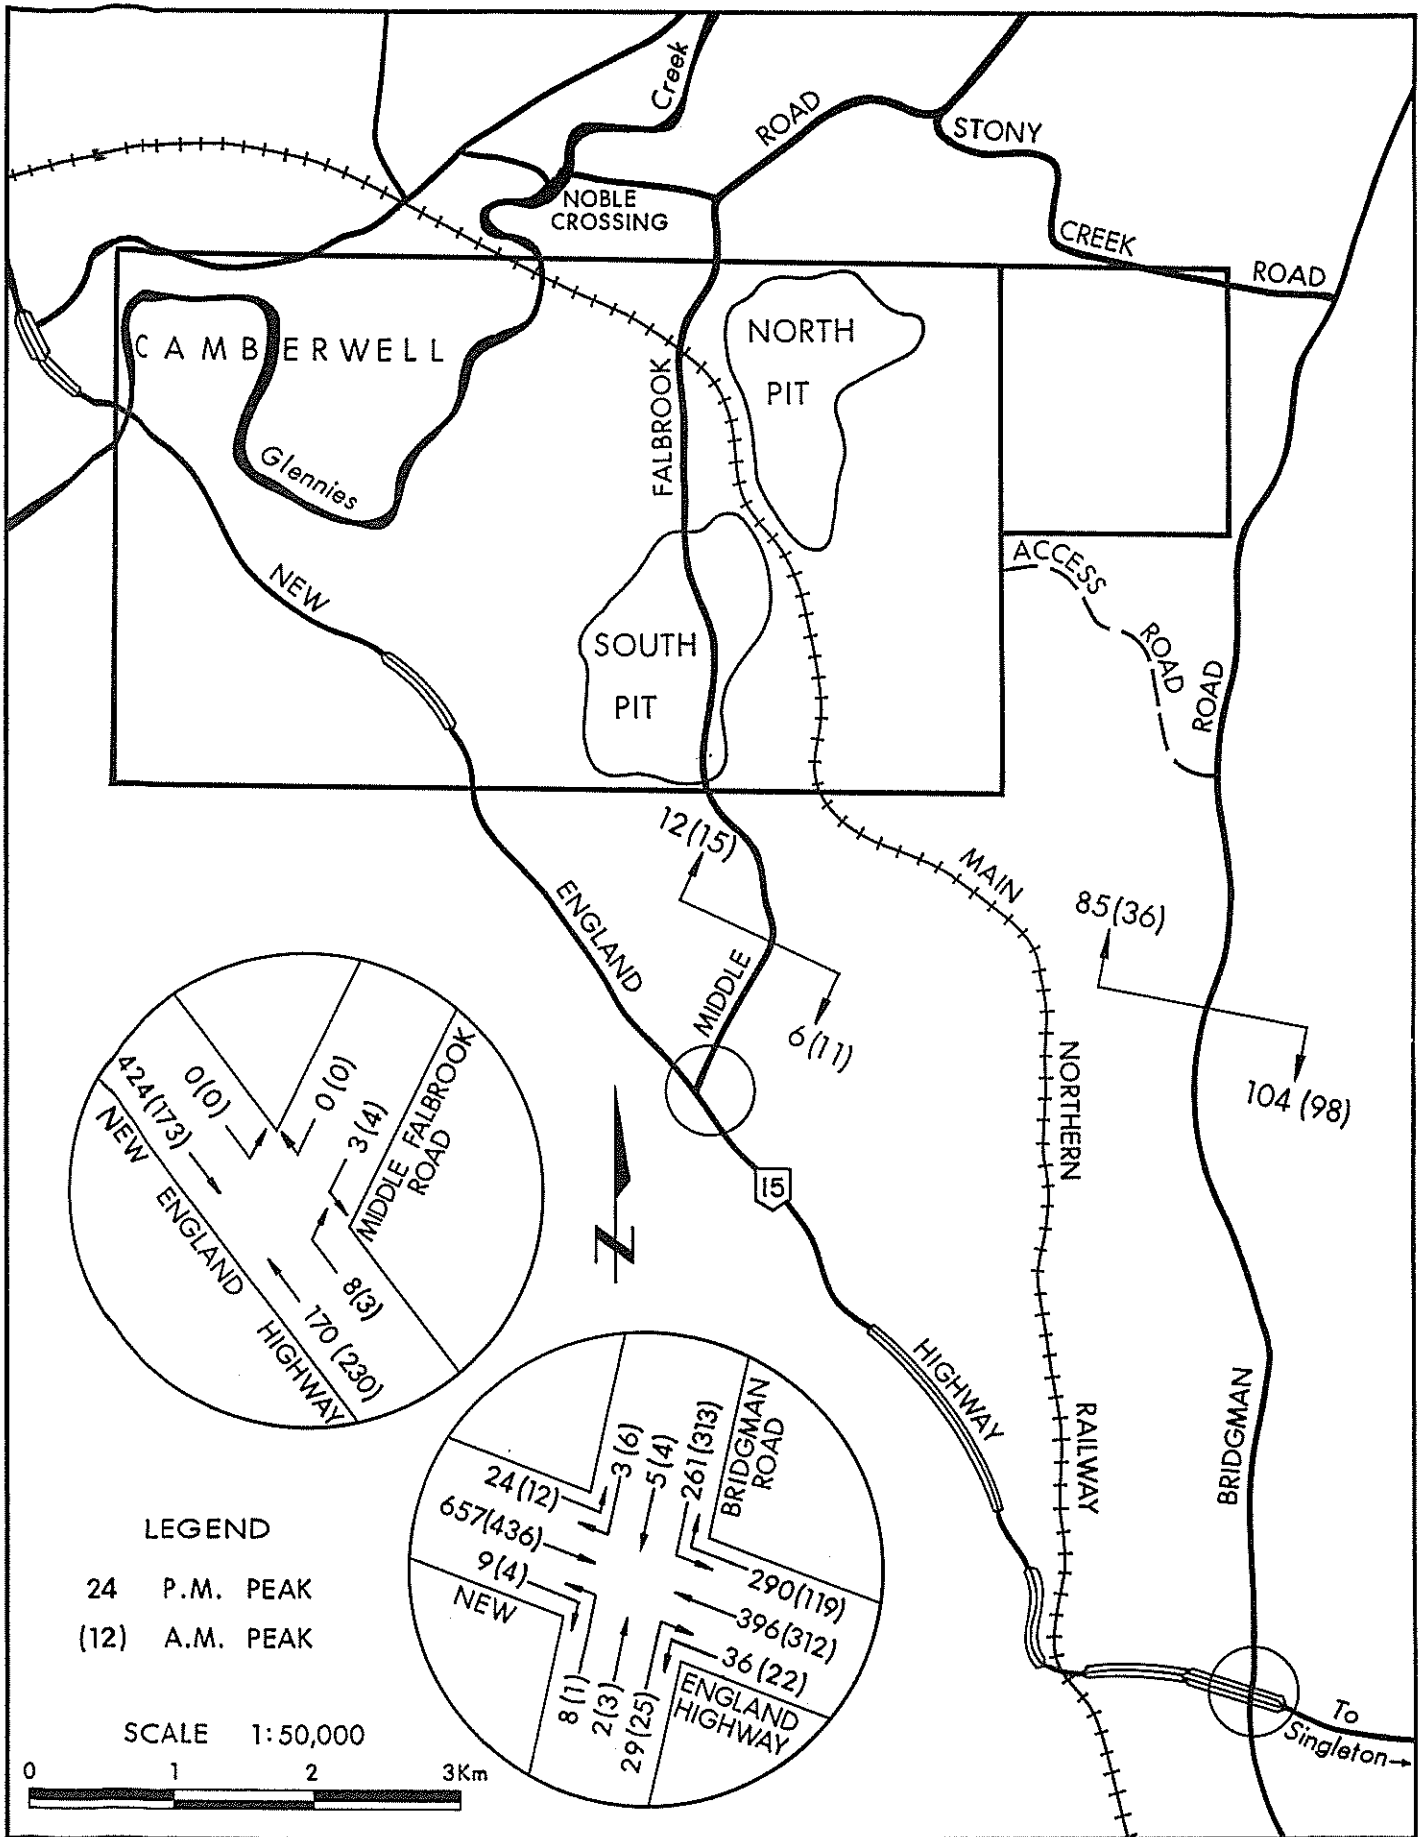 Creek
ROAD
STONY
NOBLE
CROSSING
CREEK
ROAD
CAMBERWELL
NORTH
PIT
FALBROOK
Glennies
ACCESS
ROAD
NEW
SOUTH
PIT
ROAD
12(15)
MAIN
85(36)
ENGLAND
MIDDLE
6(11)
104(98)
NORTHERN
424(173)
0(0)
0(0)
3(4)
MIDDLE FALBROOK
ROAD
NEW ENGLAND HIGHWAY
8(3)
170(230)
N
15
HIGHWAY
RAILWAY
BRIDGMAN
24(12)
3(6)
5(4)
261(313)
BRIDGMAN
ROAD
657(436)
9(4)
NEW
290(119)
396(312)
36(22)
8(1)
2(3)
29(25)
ENGLAND
HIGHWAY
LEGEND
24 P.M. PEAK
(12) A.M. PEAK
SCALE 1:50,000
0 1 2 3Km
To
Singleton